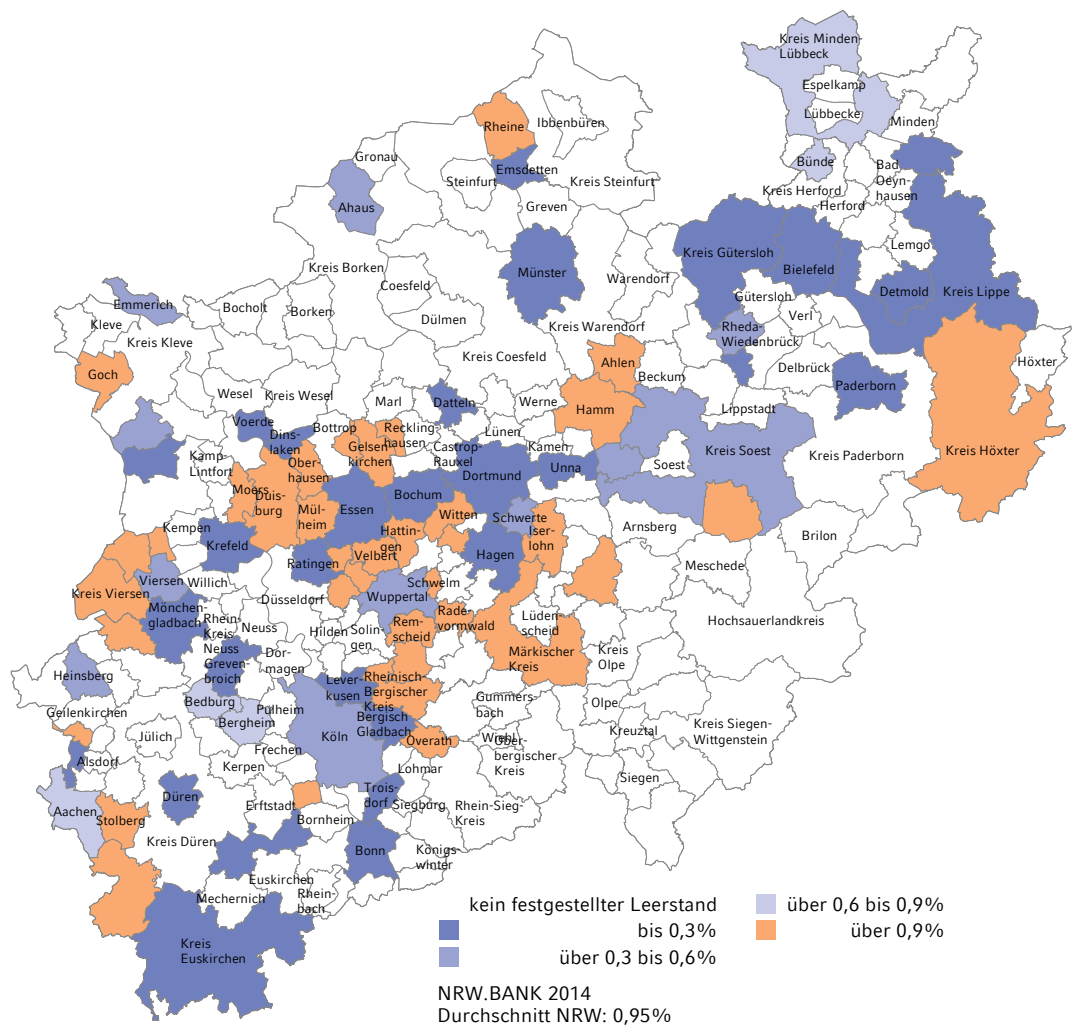 Kreis Minden-
Lübbeck
Espelkamp
Lübbecke
Minden
Rheine
Ibbenbüren
Gronau
Emsdetten
Steinfurt
Kreis Steinfurt
Bünde
Bad
Oeyn-
hausen
Kreis Herford
Herford
Ahaus
Greven
Lemgo
Kreis Gütersloh
Bielefeld
Münster
Kreis Borken
Coesfeld
Warendorf
Detmold
Kreis Lippe
Gütersloh
Verl
Emmerich
Bocholt
Borken
Dülmen
Kleve
Kreis Kleve
Kreis Warendorf
Rheda-
Wiedenbrück
Kreis Coesfeld
Ahlen
Beckum
Delbrück
Höxter
Goch
Paderborn
Wesel
Kreis Wesel
Marl
Datteln
Werne
Hamm
Lippstadt
Voerde
Dins-
laken
Bottrop
Reckling-
hausen
Lünen
Gelsen-
kirchen
Castrop-
Rauxel
Kamen
Kreis Soest
Kreis Paderborn
Kreis Höxter
Kamp-
Lintfort
Ober-
hausen
Dortmund
Unna
Soest
Moers
Duis-
burg
Mül-
heim
Essen
Bochum
Witten
Schwerte
Iser-
lohn
Arnsberg
Brilon
Kempen
Krefeld
Hattin-
gen
Velbert
Ratingen
Hagen
Meschede
Viersen
Willich
Kreis Viersen
Schwelm
Wuppertal
Düsseldorf
Mönchen-
gladbach
Rhein-
Kreis
Neuss
Neuss
Hilden
Solin-
gen
Rem-
scheid
Rade-
vormwald
Lüden-
scheid
Hochsauerlandkreis
Märkischer
Kreis
Kreis
Olpe
Greven-
broich
Dor-
magen
Heinsberg
Lever-
kusen
Rheinisch-
Bergischer
Kreis
Bedburg
Bergheim
Pulheim
Gummers-
bach
Olpe
Geilenkirchen
Bergisch
Gladbach
Köln
Overath
Wiehl
Ober-
bergischer
Kreis
Kreuztal
Kreis Siegen-
Wittgenstein
Jülich
Frechen
Kerpen
Alsdorf
Lohmar
Siegen
Düren
Aachen
Stolberg
Erftstadt
Trois-
dorf
Siegburg
Rhein-Sieg-
Kreis
Bornheim
Kreis Düren
Bonn
Königs-
winter
Euskirchen
Mechernich
Rhein-
bach
Kreis
Euskirchen
kein festgestellter Leerstand
bis 0,3%
über 0,3 bis 0,6%
über 0,6 bis 0,9%
über 0,9%
NRW.BANK 2014
Durchschnitt NRW: 0,95%